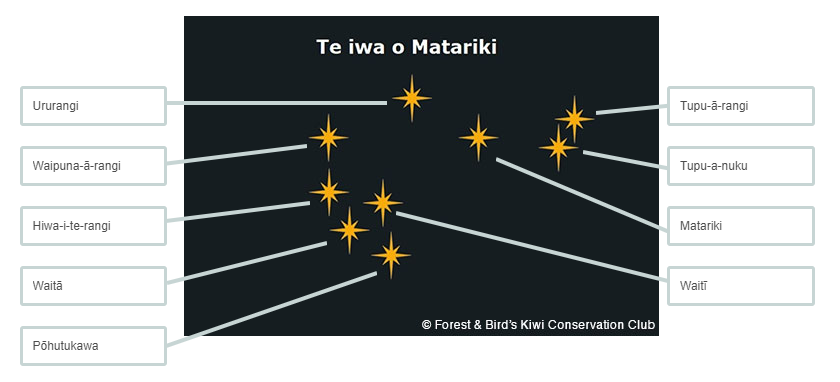 Te iwa o Matariki
Ururangi
Waipuna-ā-rangi
Hiwa-i-te-rangi
Waitā
Pōhutukawa
Tupu-ā-rangi
Tupu-a-nuku
Matariki
Waitī
© Forest & Bird's Kiwi Conservation Club